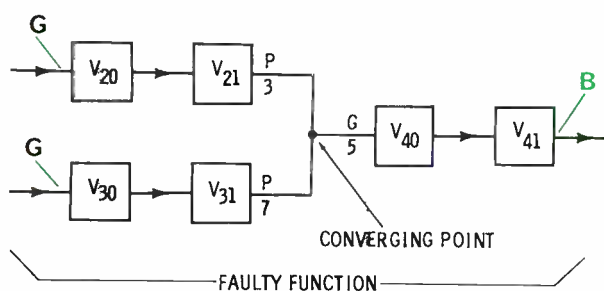 G
V20 V21 P 3
G 5 V40 V41 B
G
V30 V31 P 7
CONVERGING POINT
FAULTY FUNCTION